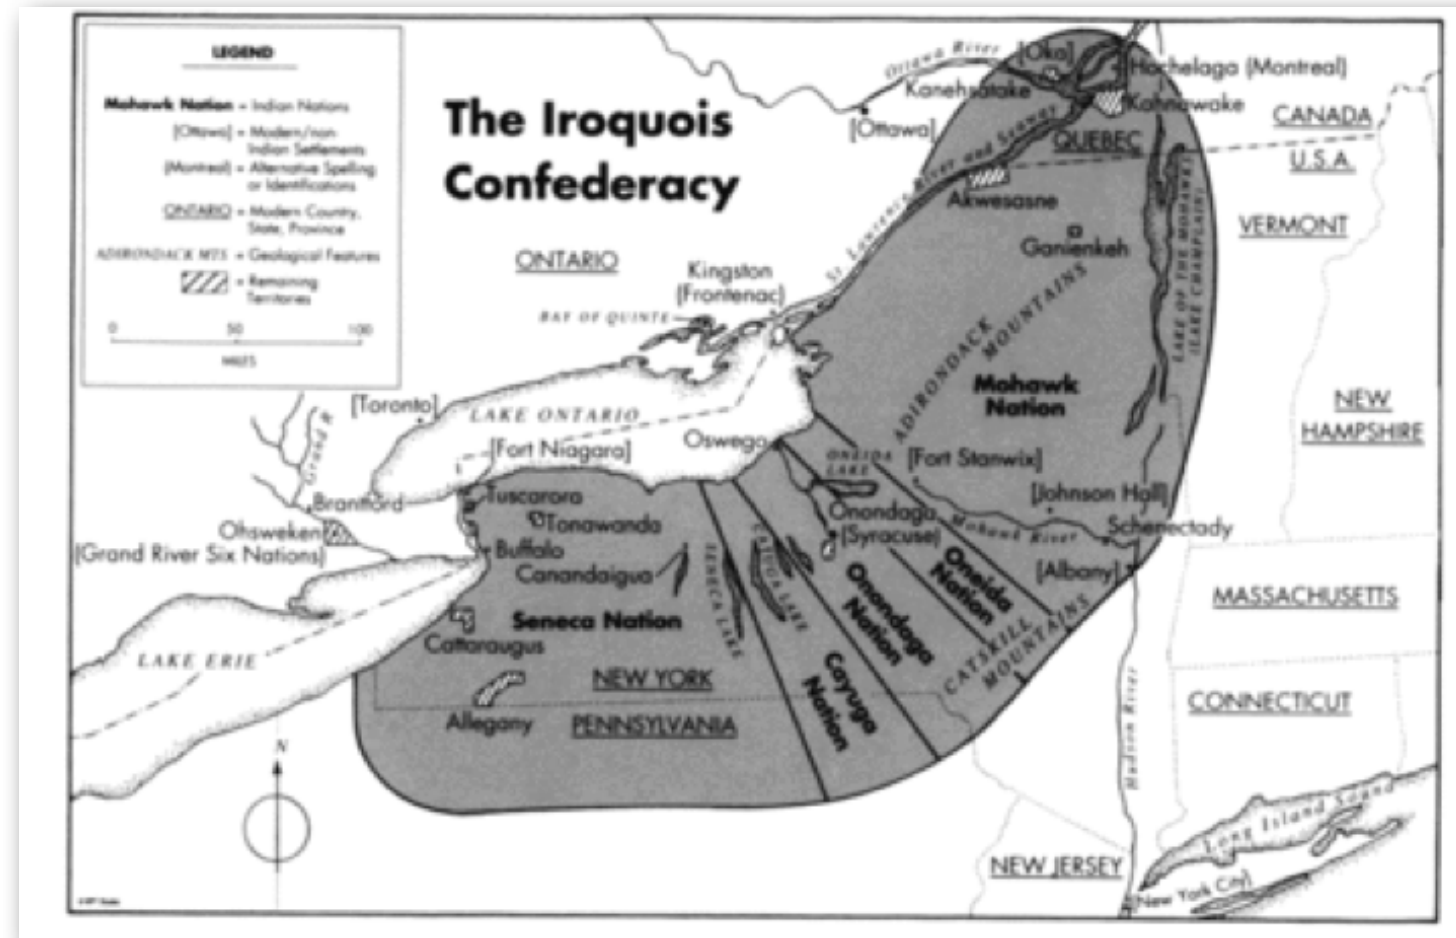 LEGEND
Mohawk Nation = Indian Nations
[Ottawa] = Modern/non-
Indian Settlements
(Montreal) = Alternative Spelling
or Identifications
ONTARIO = Modern Country,
State, Province
ADIRONDACK MTS = Geological Features
= Remaining
Territories
0 50 100
MILES
The Iroquois
Confederacy
Ottawa River
[Oka]
Hochelaga (Montreal)
Kanehsatake
Kahnawake
[Ottawa]
QUEBEC
CANADA
U.S.A.
St. Lawrence River and Seaway
Akwesasne
VERMONT
Ganienkeh
LAKE OF THE MOHAWKS
(LAKE CHAMPLAIN)
ONTARIO
Kingston
(Frontenac)
BAY OF QUINTE
ADIRONDACK
MOUNTAINS
Mohawk
Nation
NEW
HAMPSHIRE
[Toronto]
LAKE ONTARIO
Grand R
[Fort Niagara]
Oswego
ONEIDA
LAKE
[Fort Stanwix]
Brantford
Tuscarora
Tonawanda
[Johnson Hall]
Onondaga
(Syracuse)
Mohawk River
Schenectady
Ohsweken
(Grand River Six Nations)
Buffalo
Canandaigua
SENECA LAKE
CAYUGA LAKE
[Albany]
Oneida
Nation
Onondaga
Nation
Cayuga
Nation
Seneca Nation
CATSKILL
MOUNTAINS
MASSACHUSETTS
Cattaraugus
LAKE ERIE
NEW YORK
Allegany
PENNSYLVANIA
CONNECTICUT
N
Hudson River
Long Island Sound
NEW JERSEY
[New York City]